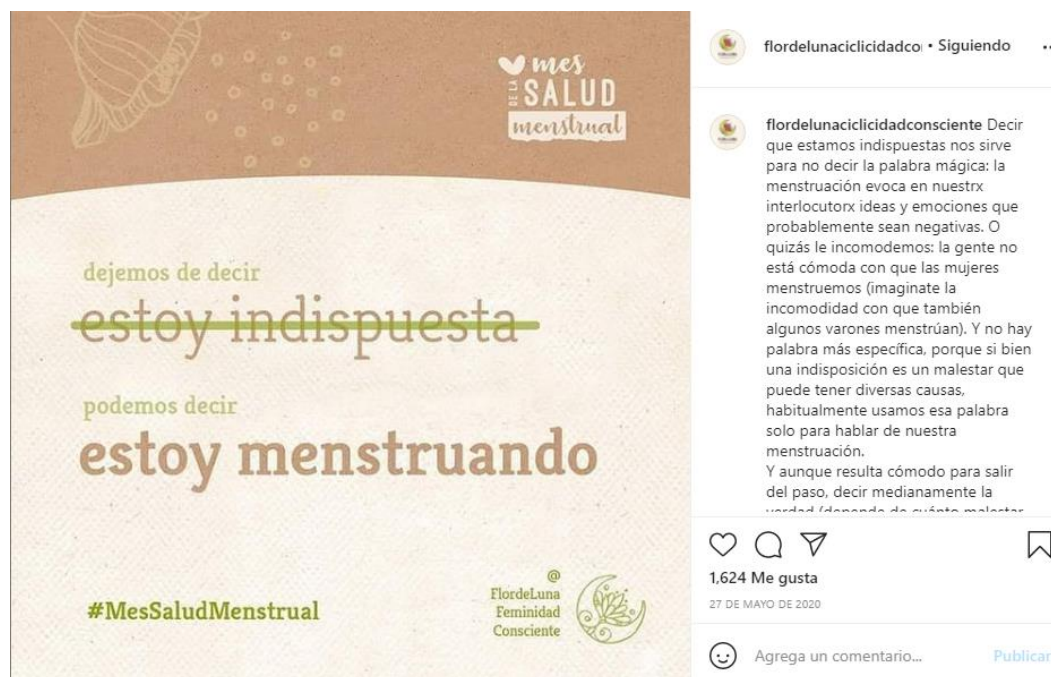 mes
DE LA
SALUD
menstrual
dejemos de decir
estoy indispuesta
podemos decir
estoy menstruando
#MesSaludMenstrual
@
FlordeLuna
Feminidad
Consciente
flordelunaciclicidadco • Siguiendo
flordelunaciclicidadconsciente Decir
que estamos indispuestas nos sirve
para no decir la palabra mágica: la
menstruación evoca en nuestrx
interlocutorx ideas y emociones que
probablemente sean negativas. O
quizás le incomodemos: la gente no
está cómoda con que las mujeres
menstruemos (imaginate la
incomodidad con que también
algunos varones menstrúan). Y no hay
palabra más específica, porque si bien
una indisposición es un malestar que
puede tener diversas causas,
habitualmente usamos esa palabra
solo para hablar de nuestra
menstruación.
Y aunque resulta cómodo para salir
del paso, decir medianamente la
verdad (depende de cuánto malestar
1,624 Me gusta
27 DE MAYO DE 2020
Agrega un comentario...
Publicar